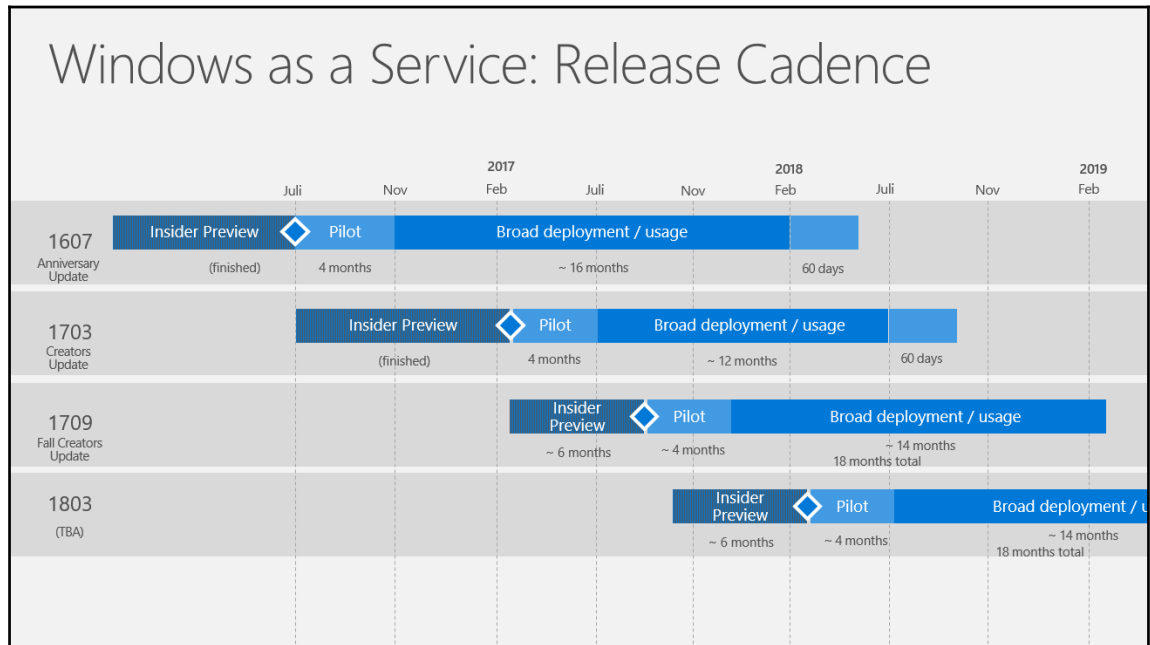 Windows as a Service: Release Cadence
2017 2018 2019
Juli Nov Feb Juli Nov Feb Juli Nov Feb
1607
Anniversary
Update
Insider Preview Pilot Broad deployment / usage
(finished) 4 months ~ 16 months 60 days
1703
Creators
Update
Insider Preview Pilot Broad deployment / usage
(finished) 4 months ~ 12 months 60 days
1709
Fall Creators
Update
Insider
Preview
Pilot Broad deployment / usage
~ 6 months ~ 4 months ~ 14 months
18 months total
1803
(TBA)
Insider
Preview
Pilot Broad deployment / u
~ 6 months ~ 4 months ~ 14 months
18 months total